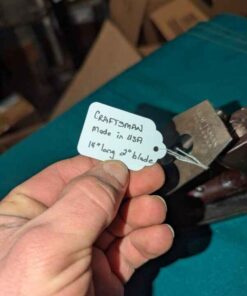 CRAFTSMAN
Made in USA
14" long 2" blade